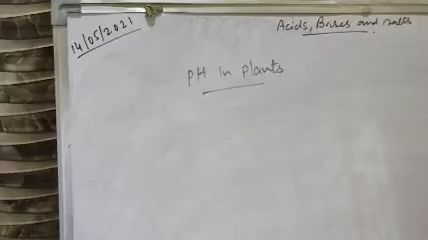 14/05/2021
Acids, Bases and salts
pH In plants